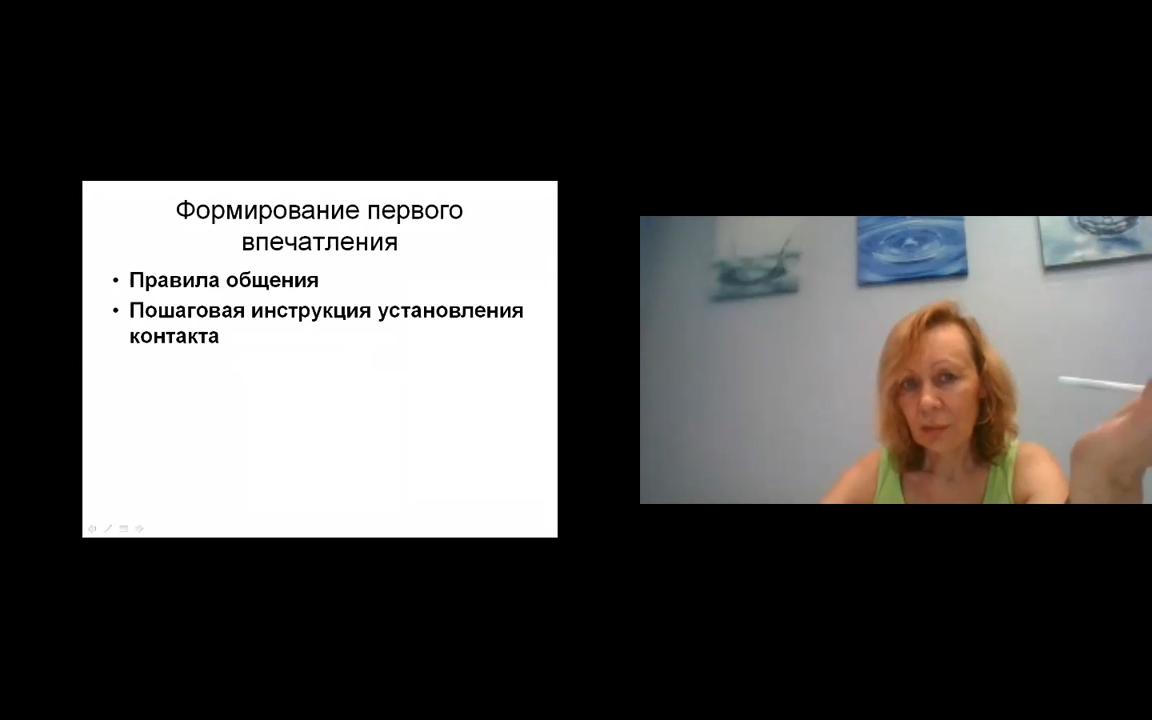 Формирование первого
впечатления
• Правила общения
• Пошаговая инструкция установления
контакта